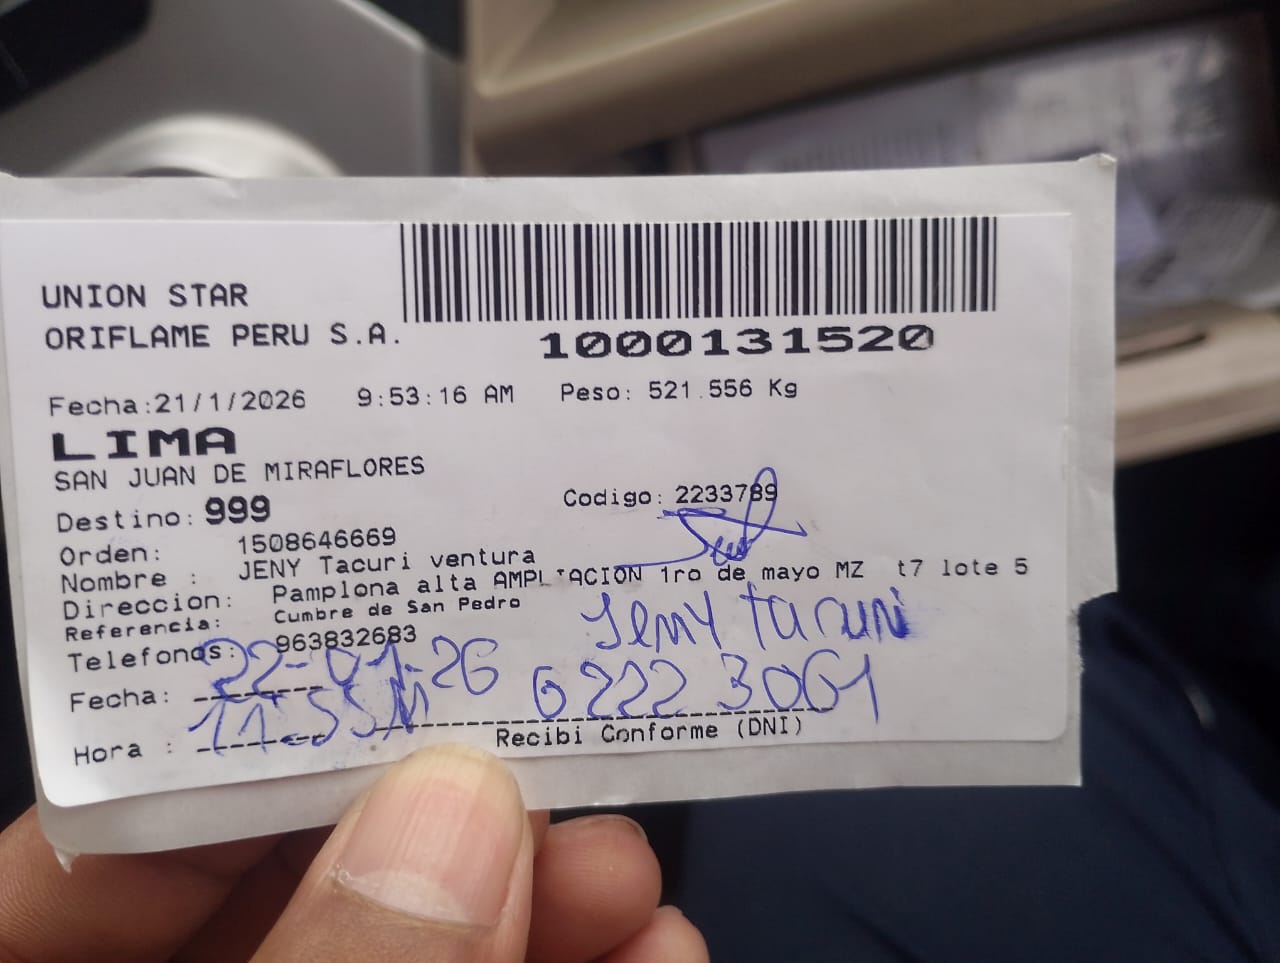 UNION STAR
ORIFLAME PERU S.A.
1000131520
Fecha:21/1/2026 9:53:16 AM Peso: 521.556 Kg
LIMA
SAN JUAN DE MIRAFLORES
Destino: 999 Codigo: 2233789
Orden: 1508646669
Nombre : JENY Tacuri ventura
Direccion: Pamplona alta AMPLIACION 1ro de mayo MZ t7 lote 5
Referencia: Cumbre de San Pedro
Telefonos: 963832683
Jeny Tacuri
Fecha: 22-01-26
62223061
Hora :
Recibi Conforme (DNI)